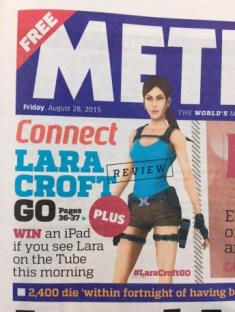 FREE
MET
Friday, August 28, 2015
THE WORLD'S M
Connect
LARA
CROFT
REVIEW
GO Pages
36-37
PLUS
WIN an iPad
if you see Lara
on the Tube
this morning
#LaraCroftGO
2,400 die 'within fortnight of having b